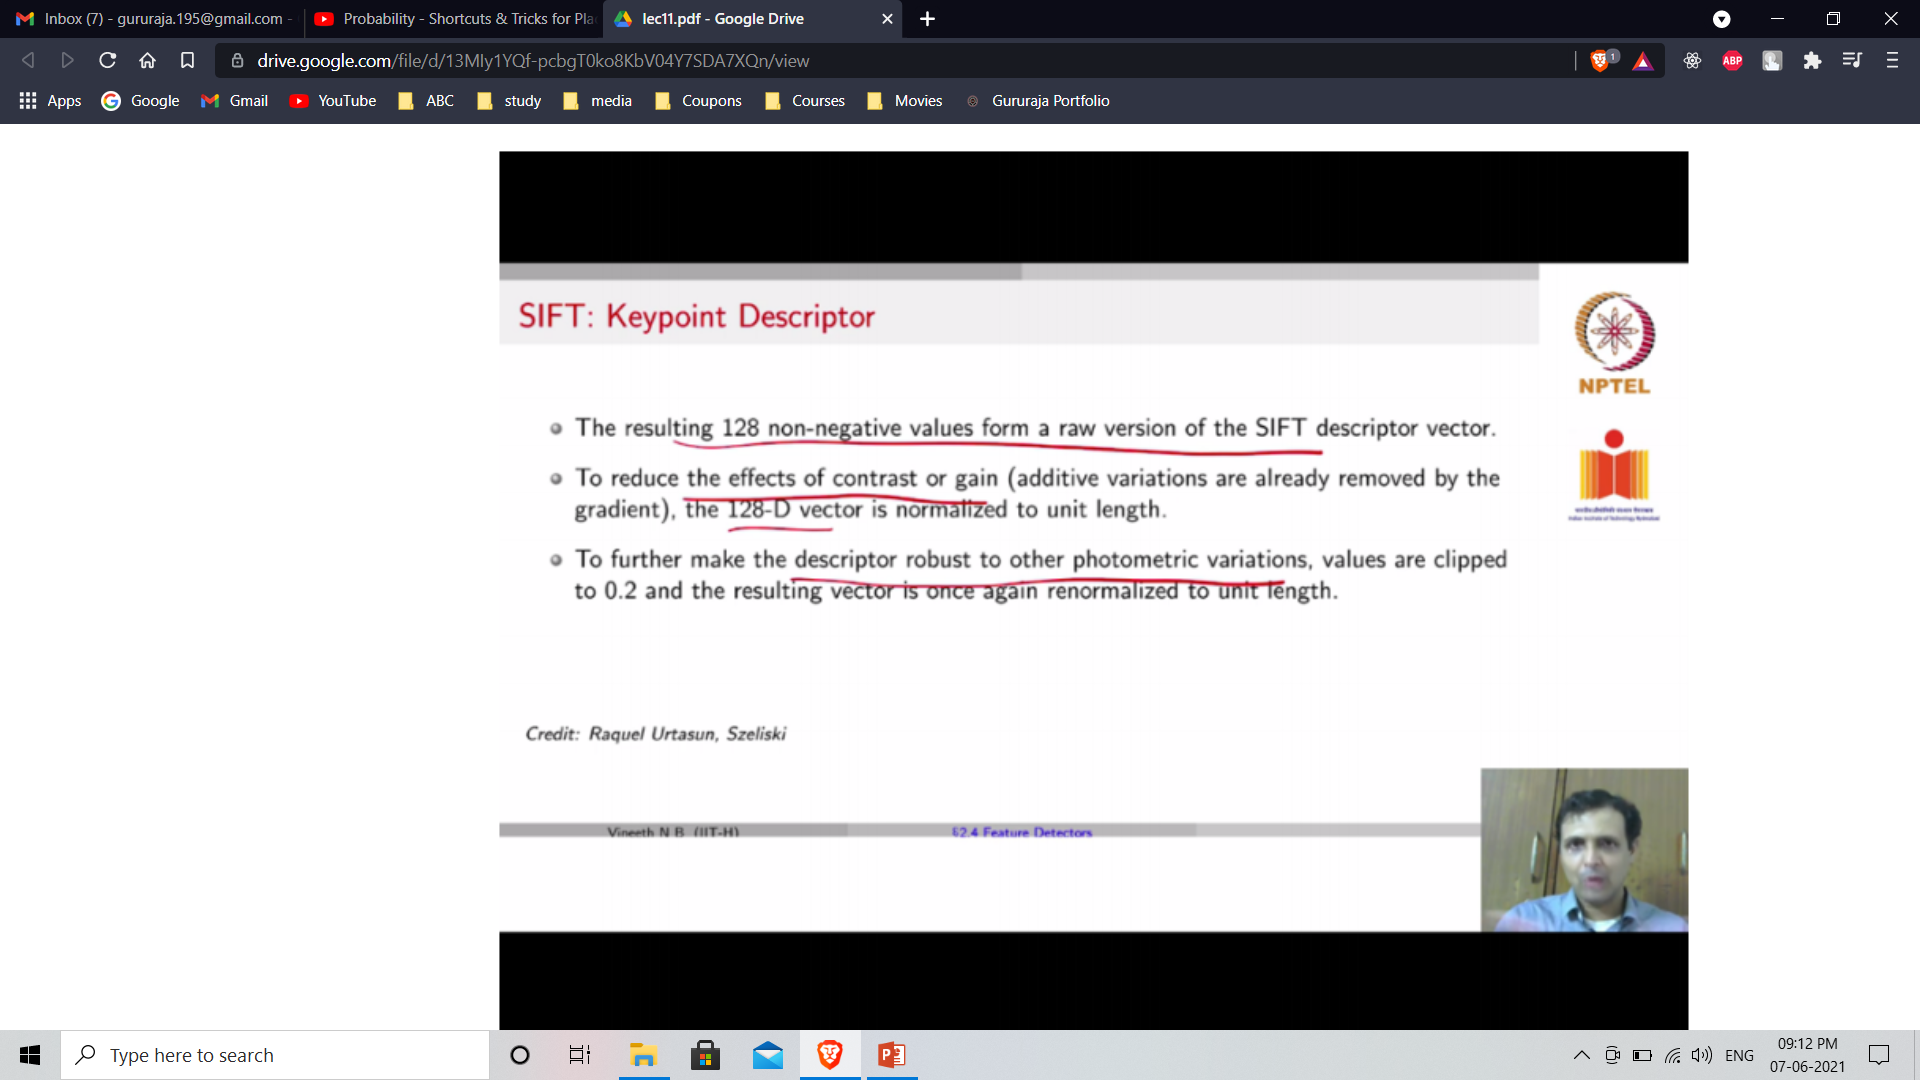 Inbox (7) - gururaja.195@gmail.com -
Probability - Shortcuts & Tricks for Pla
lec11.pdf - Google Drive
drive.google.com/file/d/13MIy1YQf-pcbgT0ko8KbV04Y7SDA7XQn/view
1
ABP
Apps
Google
Gmail
YouTube
ABC
study
media
Coupons
Courses
Movies
Gururaja Portfolio
SIFT: Keypoint Descriptor
NPTEL
The resulting 128 non-negative values form a raw version of the SIFT descriptor vector.
To reduce the effects of contrast or gain (additive variations are already removed by the
gradient), the 128-D vector is normalized to unit length.
To further make the descriptor robust to other photometric variations, values are clipped
to 0.2 and the resulting vector is once again renormalized to unit length.
Credit: Raquel Urtasun, Szeliski
Vineeth N B (IIT-H)
§2.4 Feature Detectors
Type here to search
ENG
09:12 PM
07-06-2021